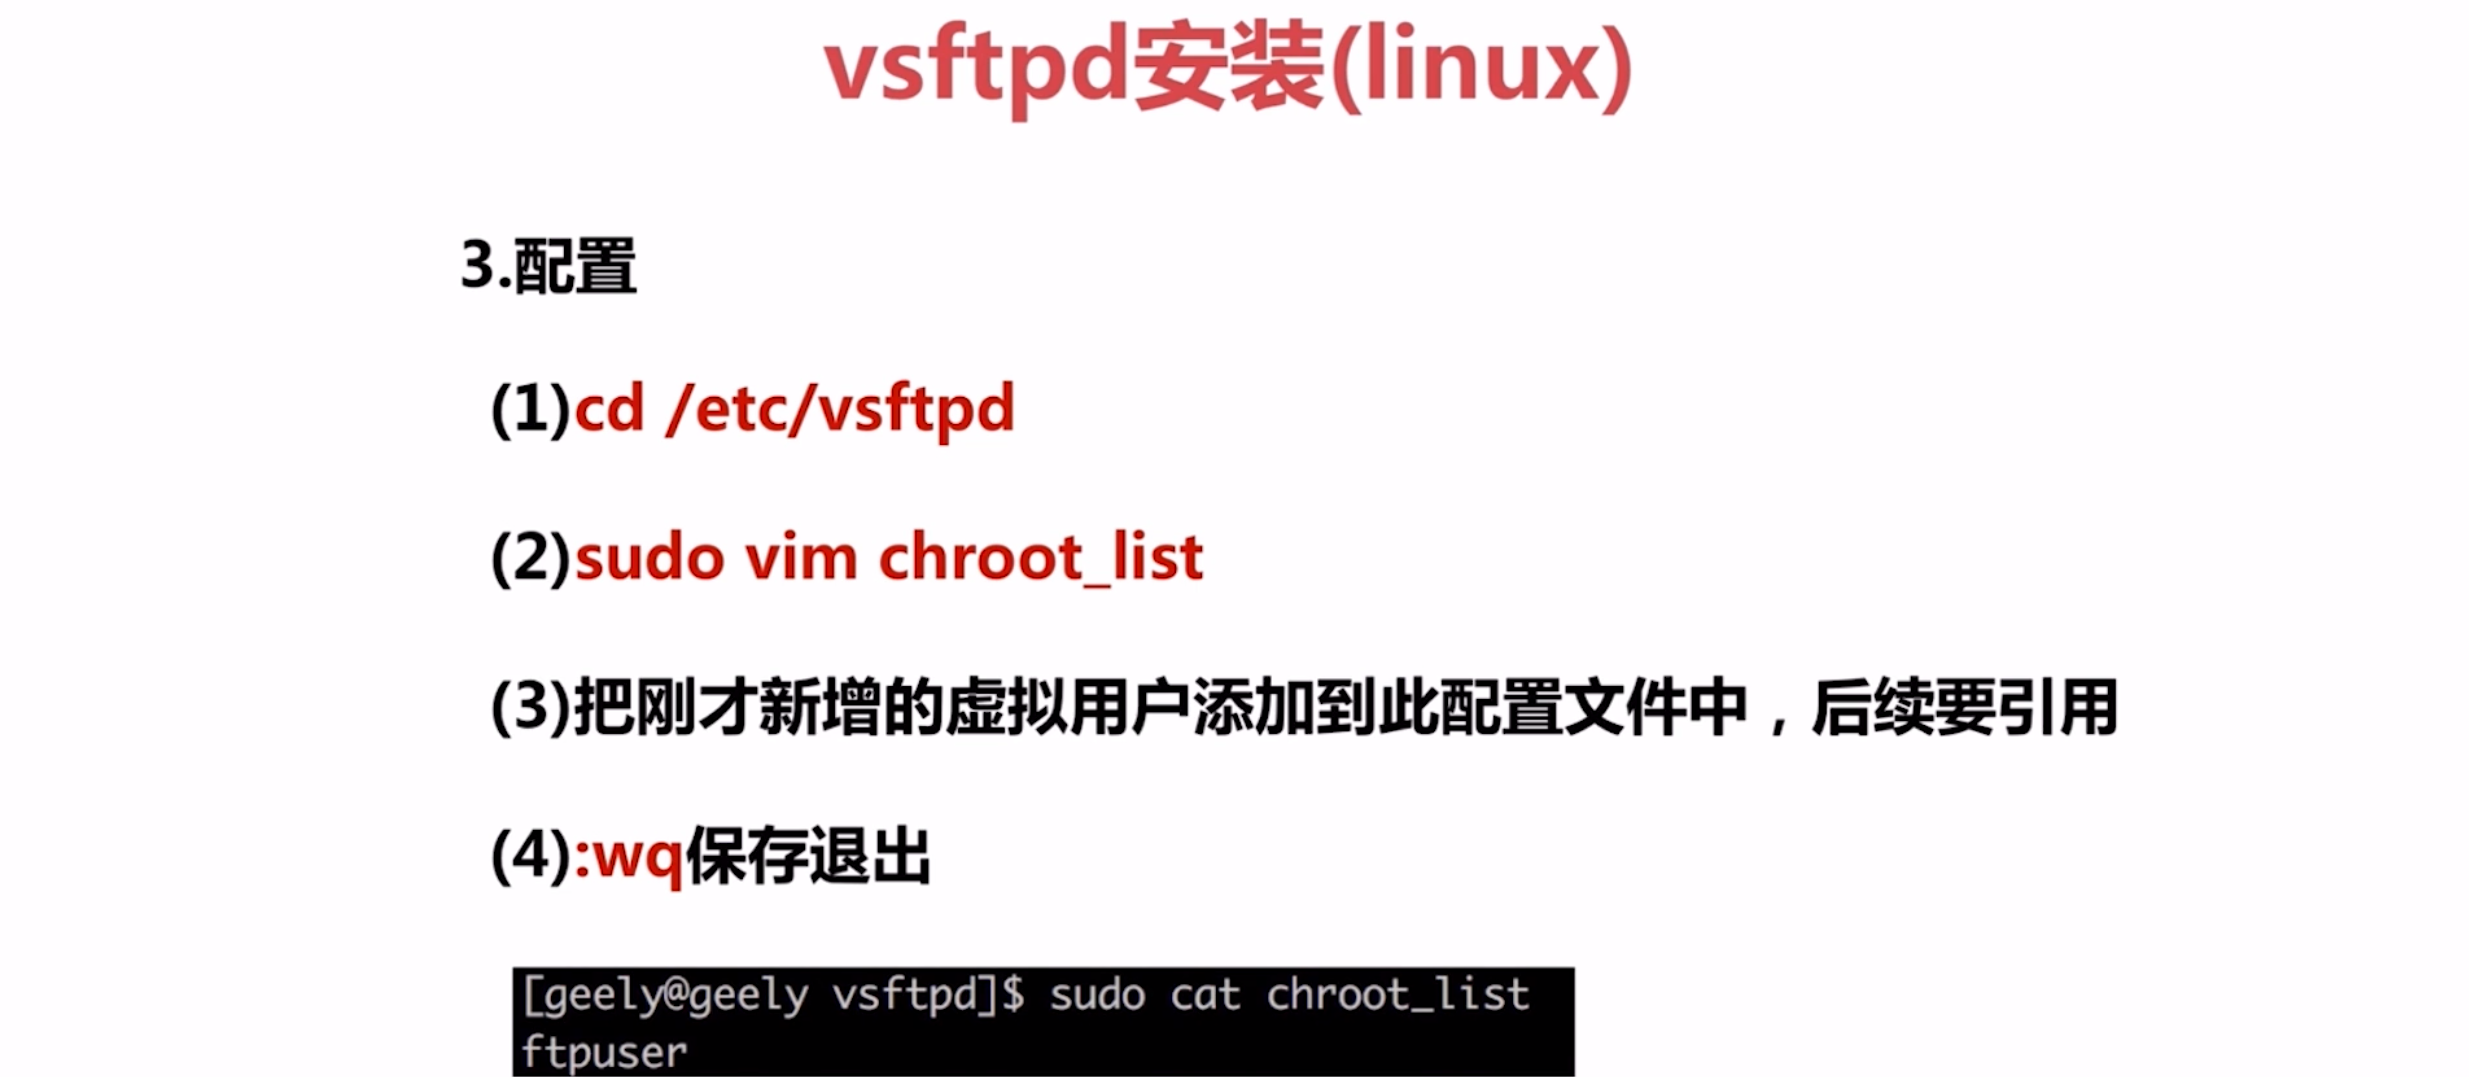 vsftpd安装(linux)
3.配置
(1)cd /etc/vsftpd
(2)sudo vim chroot_list
(3)把刚才新增的虚拟用户添加到此配置文件中，后续要引用
(4):wq保存退出
[geely@geely vsftpd]$ sudo cat chroot_list
ftpuser